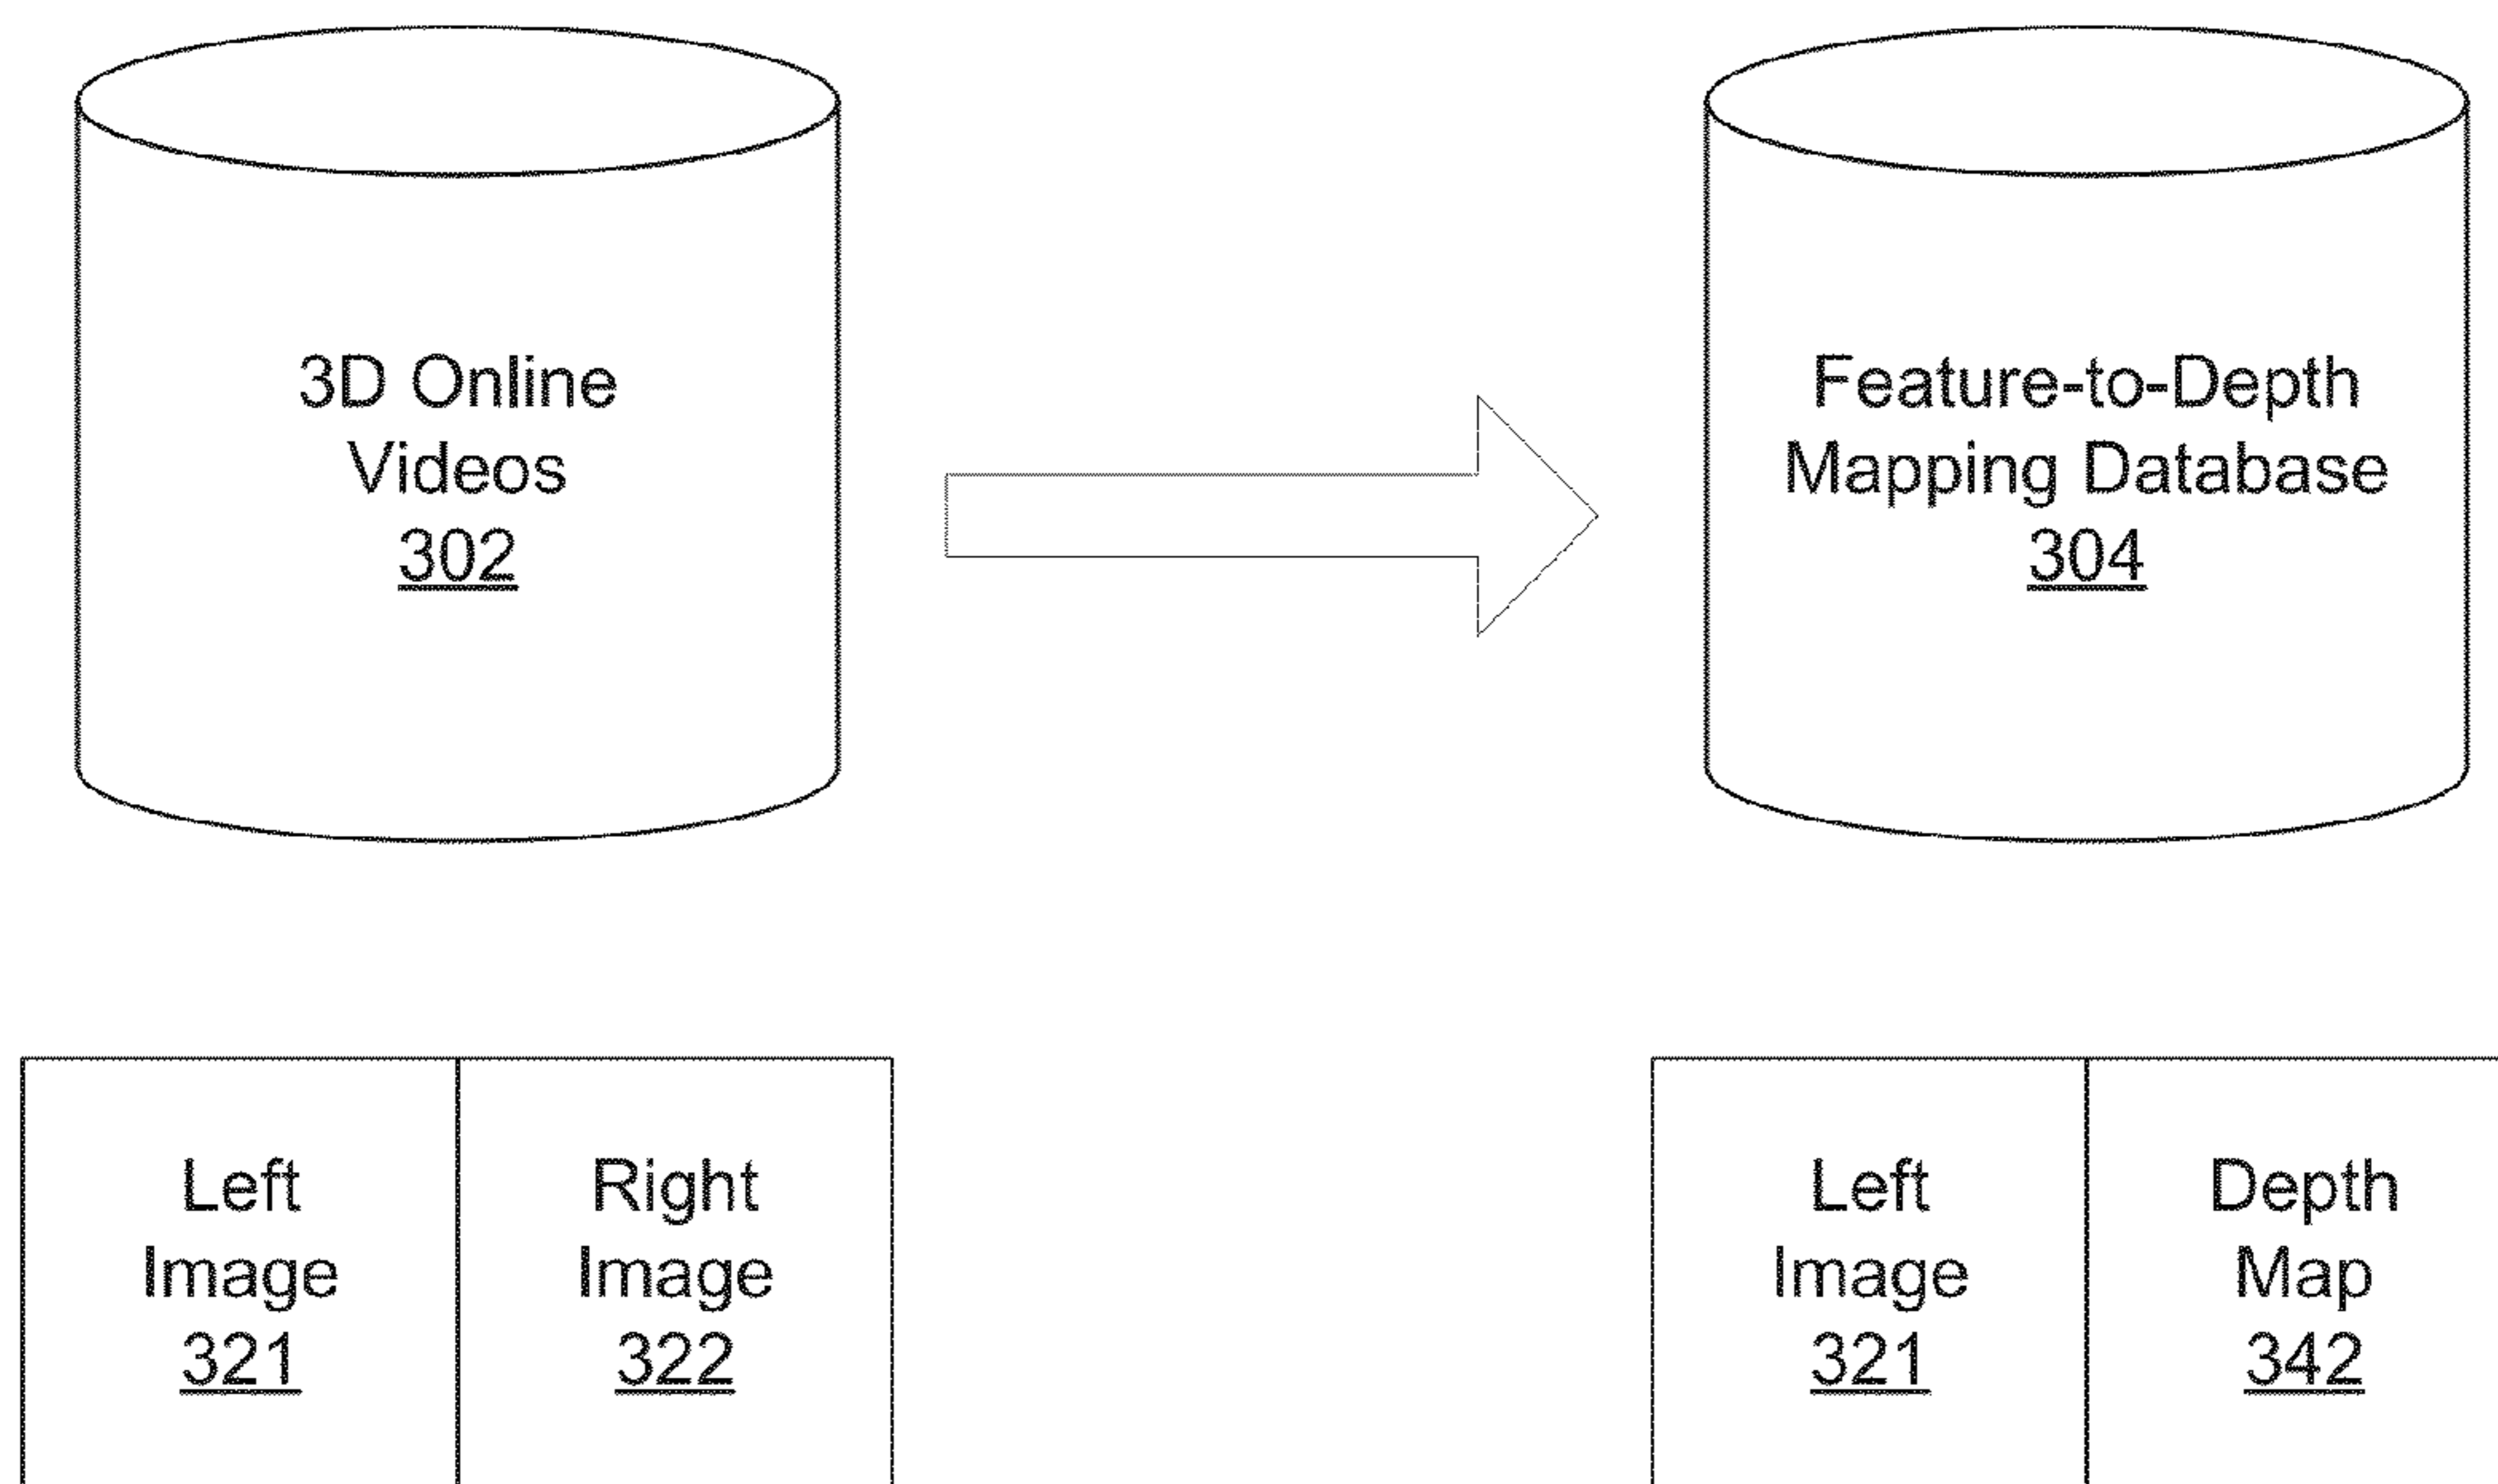 3D Online
Videos
302
Feature-to-Depth
Mapping Database
304
Left
Image
321
Right
Image
322
Left
Image
321
Depth
Map
342